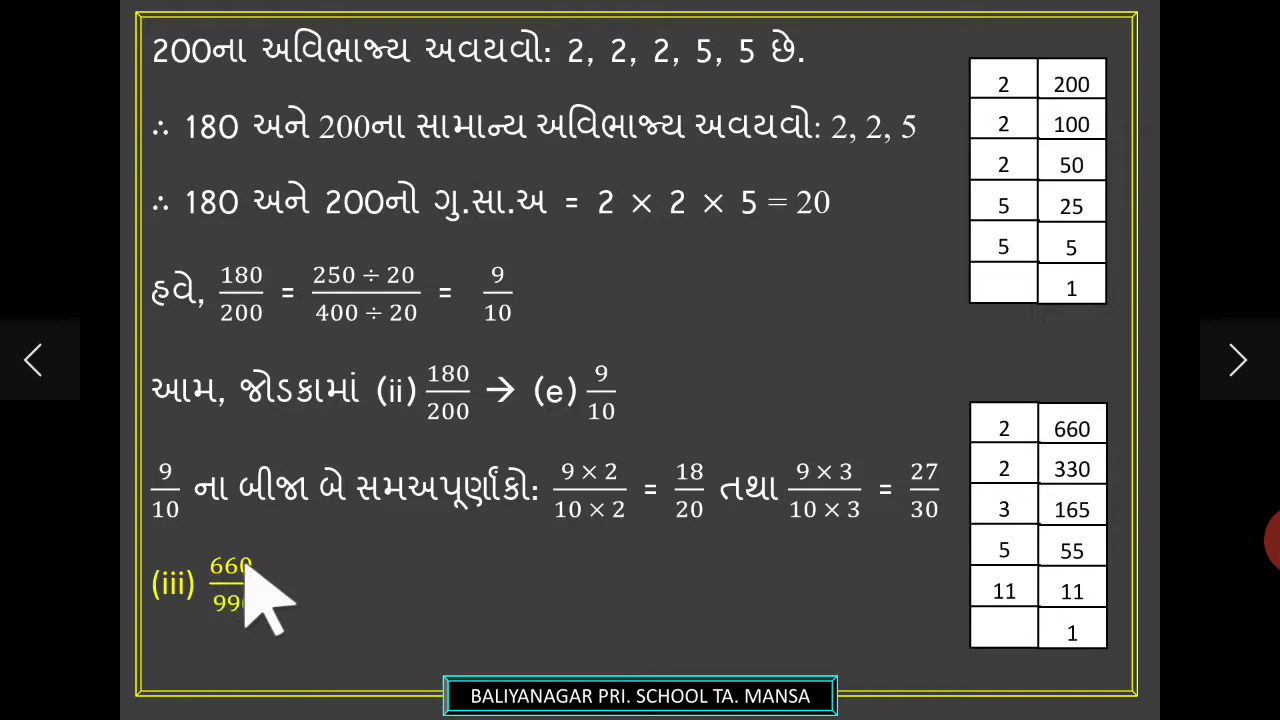 200ના અવિભાજ્ય અવયવો: 2, 2, 2, 5, 5 છે.
∴ 180 અને 200ના સામાન્ય અવિભાજ્ય અવયવો: 2, 2, 5
∴ 180 અને 200નો ગુ.સા.અ = 2 × 2 × 5 = 20
હવે, 180/200 = 250 ÷ 20/400 ÷ 20 = 9/10
આમ, જોડકામાં (ii) 180/200 → (e) 9/10
9/10 ના બીજા બે સમઅપૂર્ણાંકો: 9 × 2/10 × 2 = 18/20 તથા 9 × 3/10 × 3 = 27/30
(iii) 660/
2 200
2 100
2 50
5 25
5 5
1
2 660
2 330
3 165
5 55
11 11
1
BALIYANAGAR PRI. SCHOOL TA. MANSA